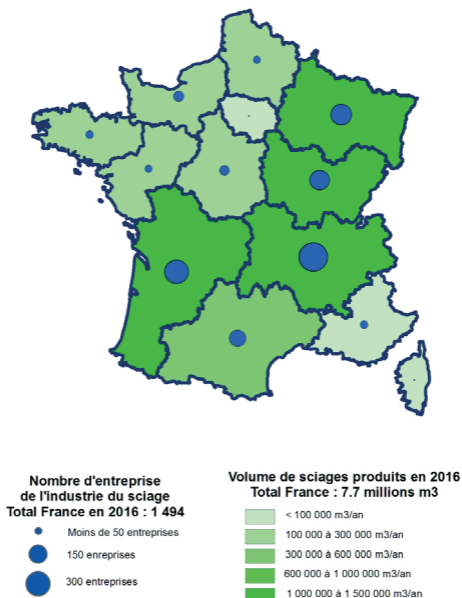 Nombre d'entreprise
de l'industrie du sciage
Total France en 2016 : 1 494
Moins de 50 entreprises
150 enreprises
300 entreprises
Volume de sciages produits en 2016
Total France : 7.7 millions m3
< 100 000 m3/an
100 000 à 300 000 m3/an
300 000 à 600 000 m3/an
600 000 à 1 000 000 m3/an
1 000 000 à 1 500 000 m3/an